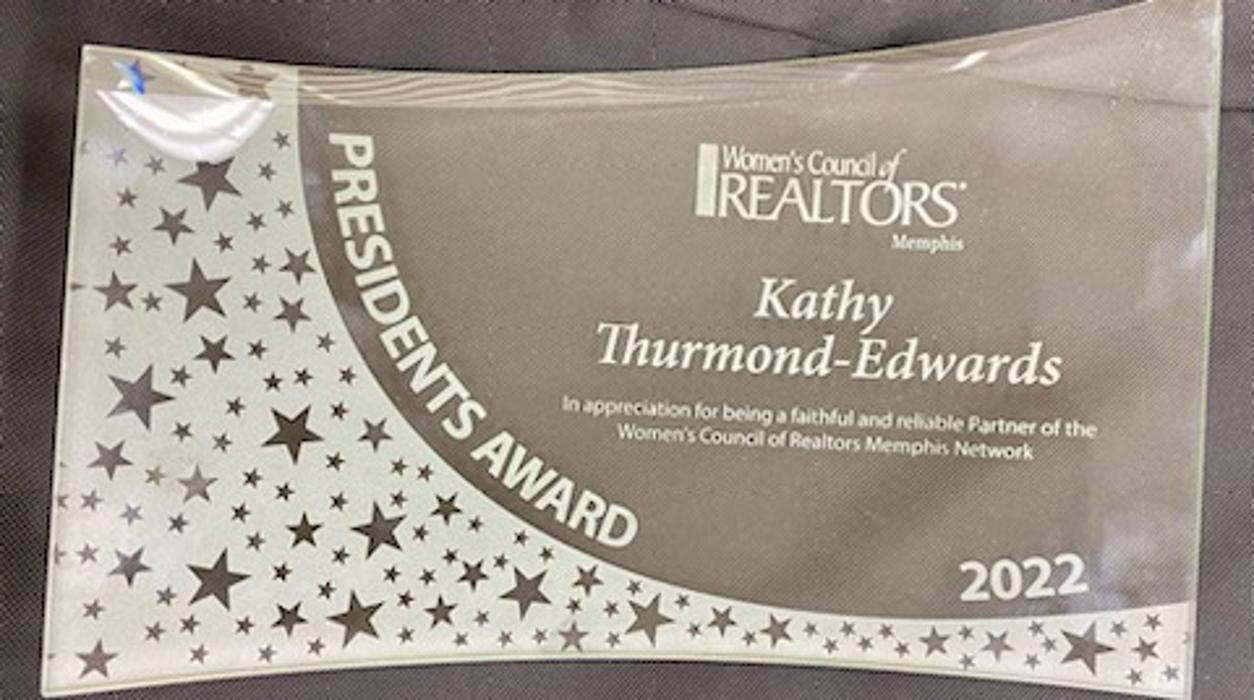 PRESIDENTS AWARD
Women's Council of
REALTORS®
Memphis
Kathy
Thurmond-Edwards
In appreciation for being a faithful and reliable Partner of the
Women's Council of Realtors Memphis Network
2022